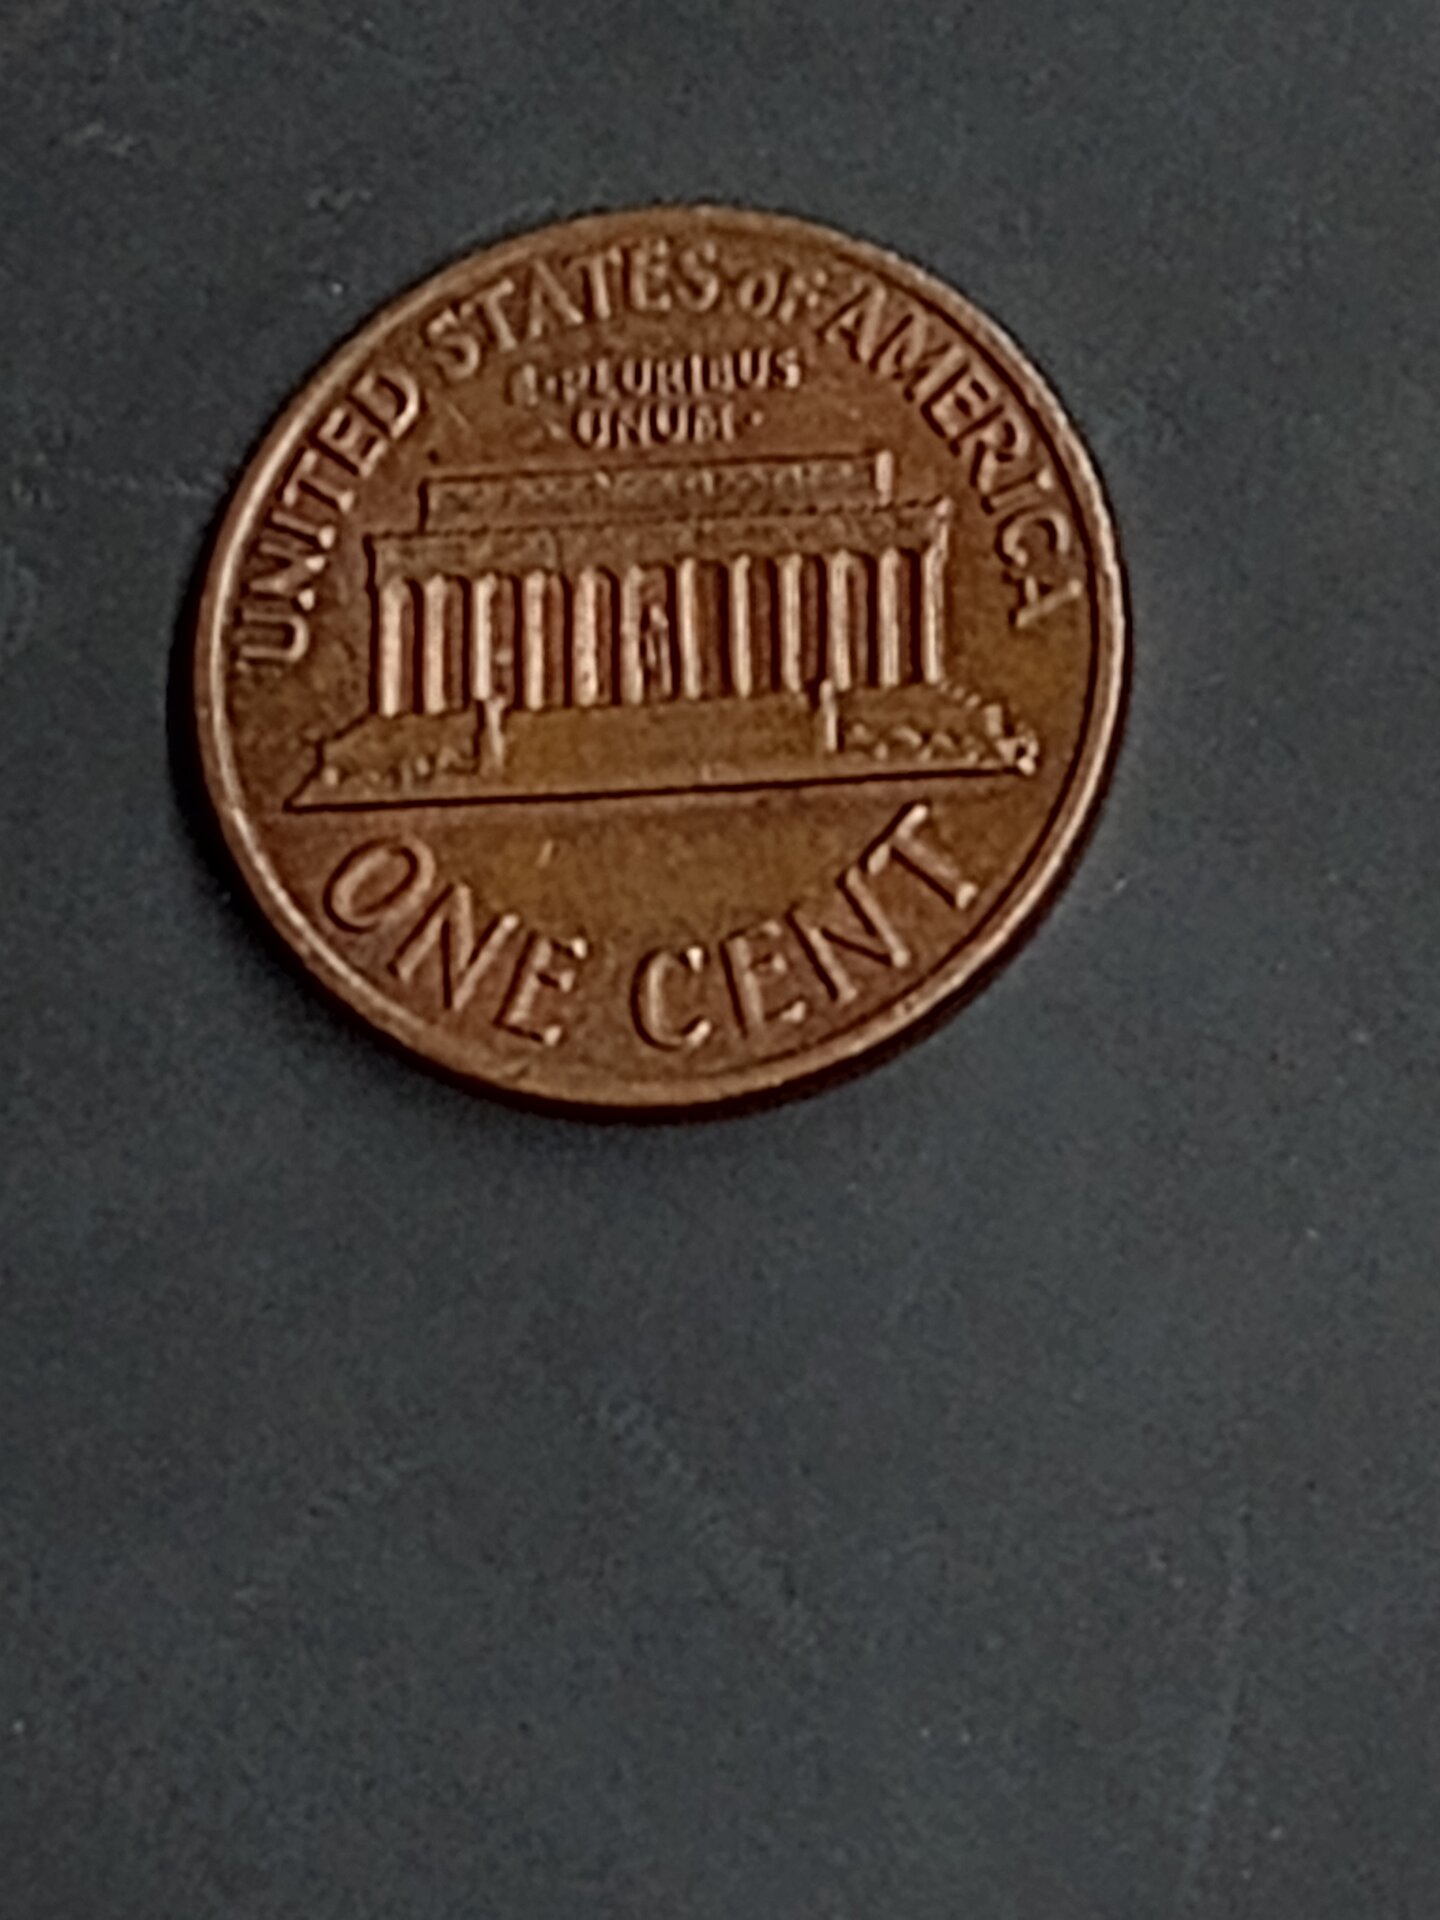 UNITED STATES of AMERICA
E·PLURIBUS
·UNUM·
ONE CENT